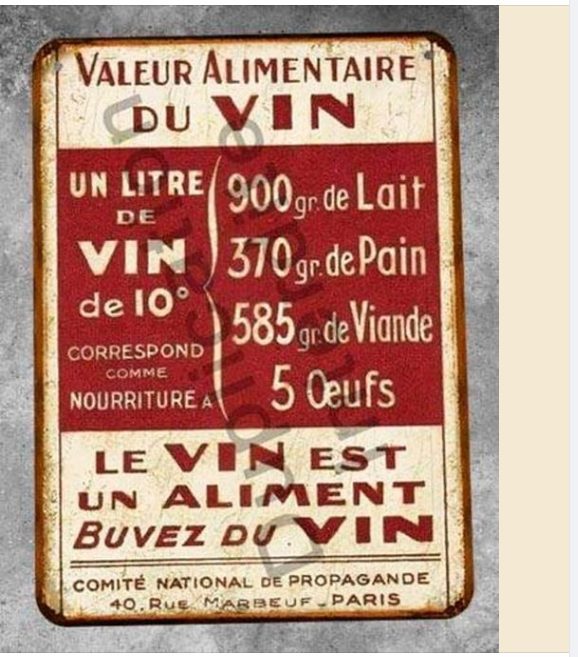 VALEUR ALIMENTAIRE
DU VIN
UN LITRE
DE
VIN
de 10°
CORRESPOND
COMME
NOURRITURE A
900 gr. de Lait
370 gr. de Pain
585 gr. de Viande
5 Œufs
LE VIN EST
UN ALIMENT
BUVEZ DU VIN
COMITÉ NATIONAL DE PROPAGANDE
40, RUE MARBEUF _ PARIS